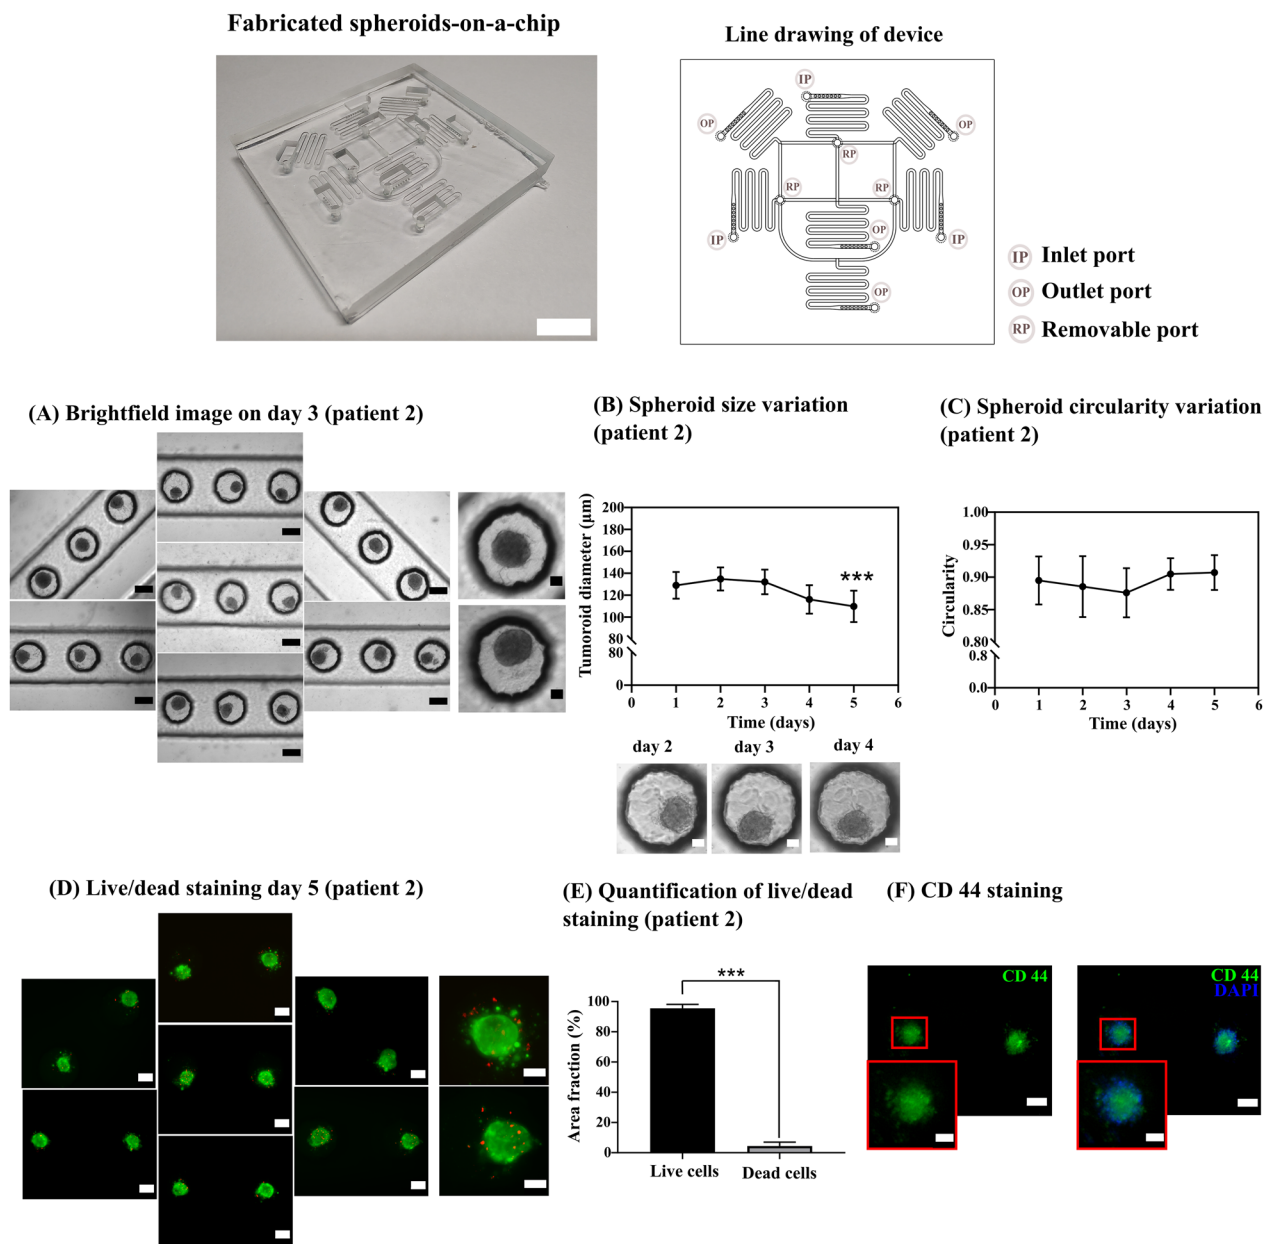 Fabricated spheroids-on-a-chip
Line drawing of device
IP
OP
OP
RP
RP
RP
IP
OP
IP
OP
IP Inlet port
OP Outlet port
RP Removable port
(A) Brightfield image on day 3 (patient 2)
(B) Spheroid size variation
(patient 2)
Tumoroid diameter (μm)
200
180
160
140
120
100
80
80
0
***
0 1 2 3 4 5 6
Time (days)
day 2 day 3 day 4
(C) Spheroid circularity variation
(patient 2)
Circularity
1.00
0.95
0.90
0.85
0.80
0.8
0.0
0 1 2 3 4 5 6
Time (days)
(D) Live/dead staining day 5 (patient 2)
(E) Quantification of live/dead
staining (patient 2)
Area fraction (%)
100
80
60
40
20
0
***
Live cells Dead cells
(F) CD 44 staining
CD 44
CD 44
DAPI